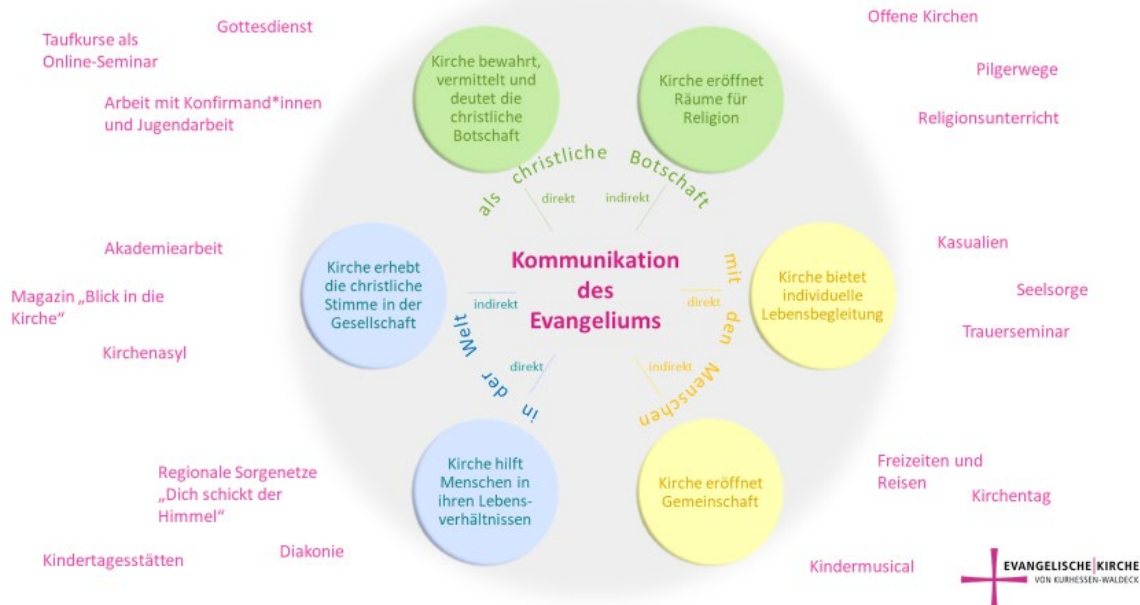 Gottesdienst
Taufkurse als
Online-Seminar
Arbeit mit Konfirmand*innen
und Jugendarbeit
Kirche bewahrt,
vermittelt und
deutet die
christliche
Botschaft
Kirche eröffnet
Räume für
Religion
Offene Kirchen
Pilgerwege
Religionsunterricht
als christliche Botschaft
direkt
indirekt
Akademiearbeit
Magazin „Blick in die
Kirche“
Kirchenasyl
Kirche erhebt
die christliche
Stimme in der
Gesellschaft
indirekt
direkt
in der Welt
Kommunikation
des
Evangeliums
mit den Menschen
direkt
indirekt
Kirche bietet
individuelle
Lebensbegleitung
Kasualien
Seelsorge
Trauerseminar
Regionale Sorgenetze
„Dich schickt der
Himmel“
Kindertagesstätten
Diakonie
Kirche hilft
Menschen in
ihren Lebens-
verhältnissen
Kirche eröffnet
Gemeinschaft
Freizeiten und
Reisen
Kirchentag
Kindermusical
EVANGELISCHE KIRCHE
VON KURHESSEN-WALDECK